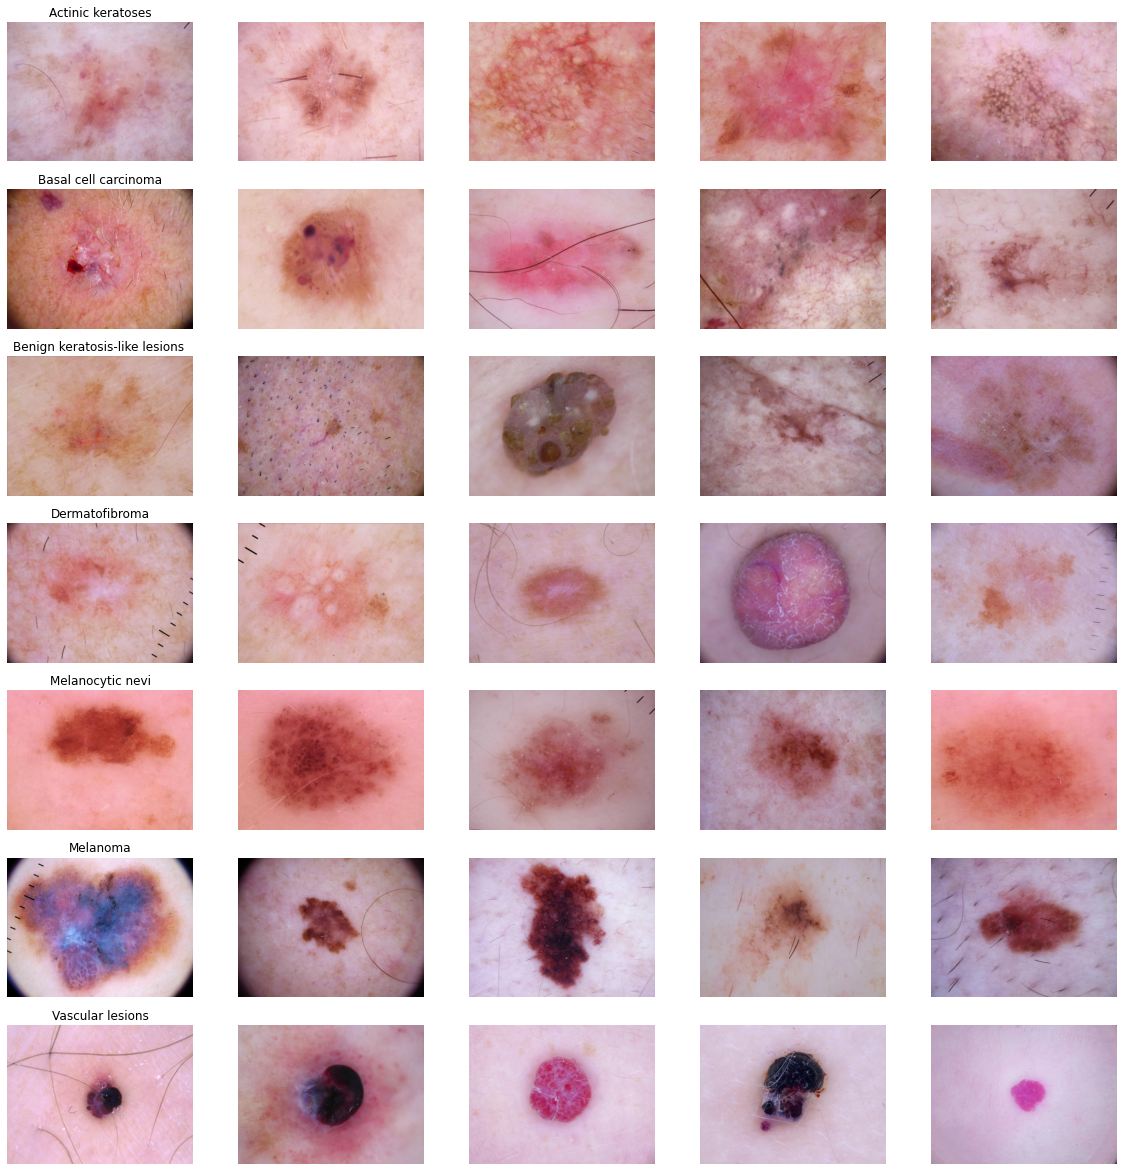 Actinic keratoses
Basal cell carcinoma
Benign keratosis-like lesions
Dermatofibroma
Melanocytic nevi
Melanoma
Vascular lesions